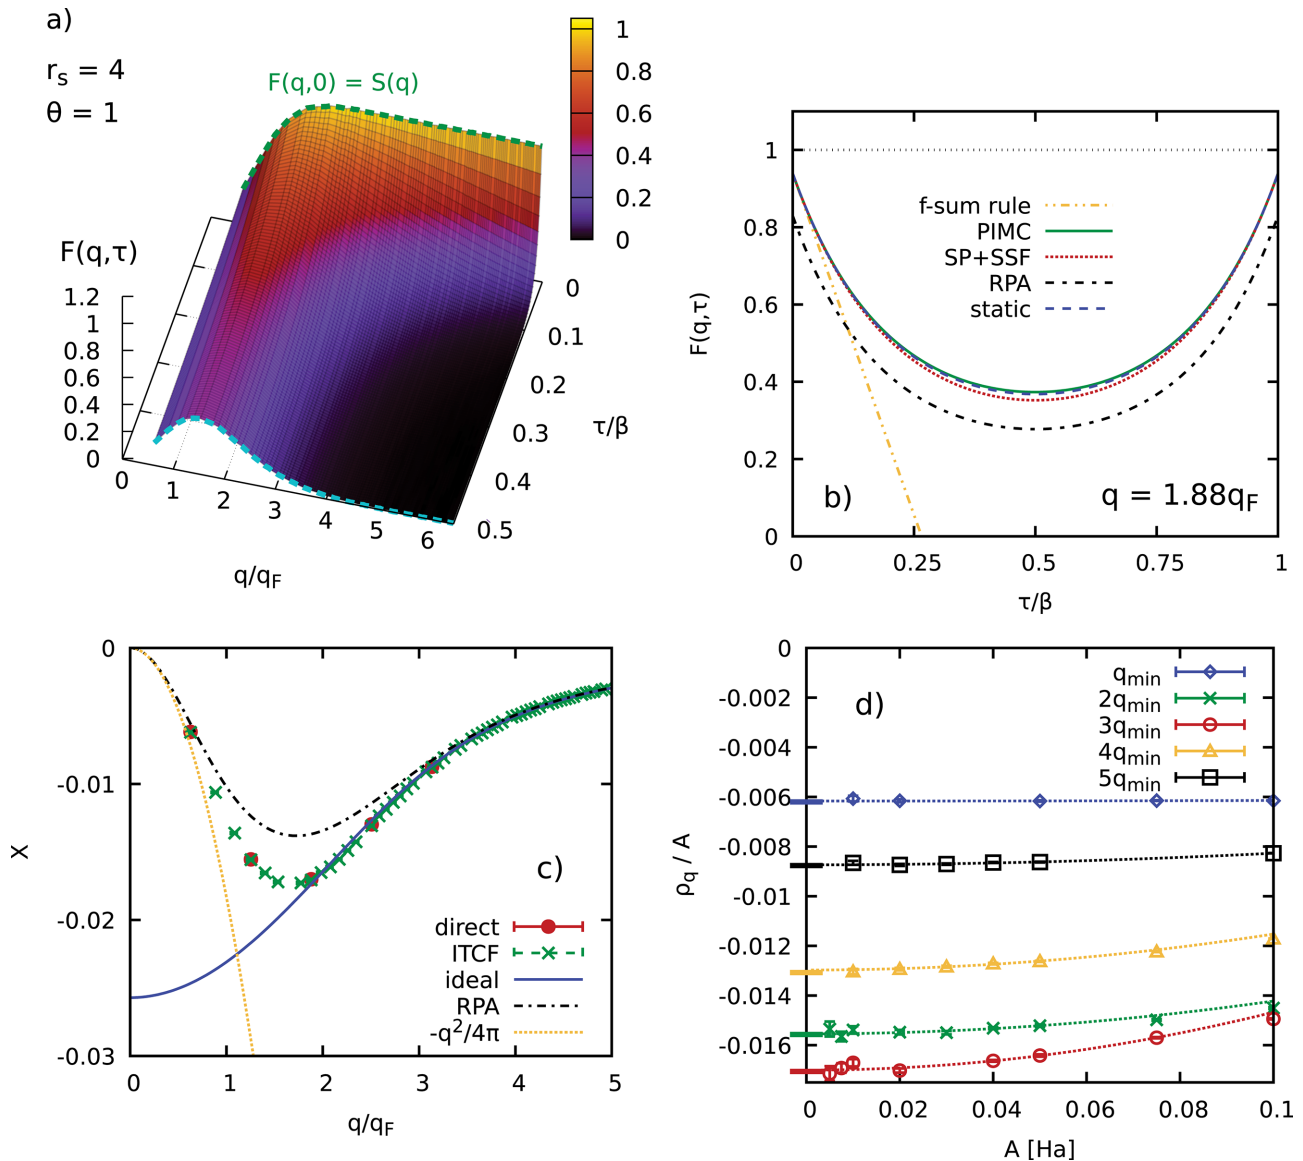 a)
r_s = 4
θ = 1
F(q,0) = S(q)
1
0.8
0.6
0.4
0.2
0
F(q,τ)
1.2
1
0.8
0.6
0.4
0.2
0
0
1
2
3
4
5
6
q/q_F
0
0.1
0.2
0.3
0.4
0.5
τ/β
F(q,τ)
1
0.8
0.6
0.4
0.2
0
f-sum rule
PIMC
SP+SSF
RPA
static
b)
q = 1.88q_F
0
0.25
0.5
0.75
1
τ/β
χ
0
-0.01
-0.02
-0.03
c)
direct
ITCF
ideal
RPA
-q²/4π
0
1
2
3
4
5
q/q_F
ρ_q / A
0
-0.002
-0.004
-0.006
-0.008
-0.01
-0.012
-0.014
-0.016
d)
q_min
2q_min
3q_min
4q_min
5q_min
0
0.02
0.04
0.06
0.08
0.1
A [Ha]